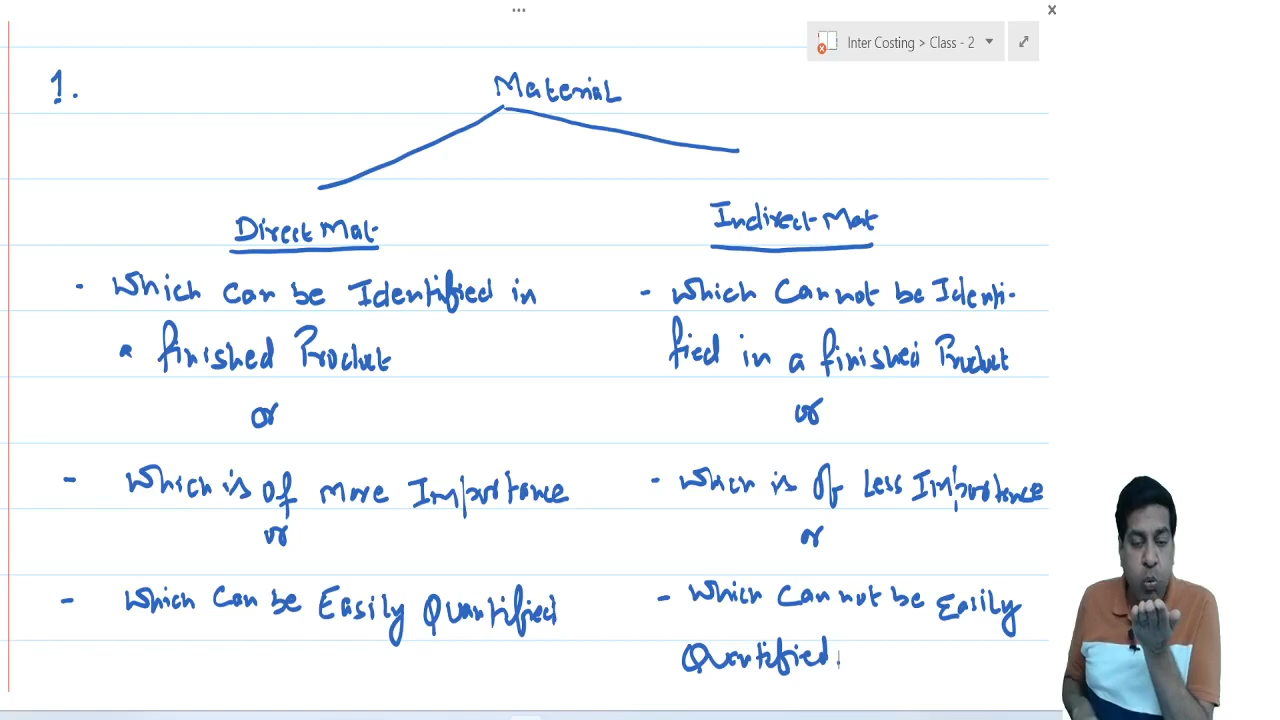 ...
Inter Costing > Class - 2
1.
Material
Direct Mat
Indirect Mat
- Which can be Identified in
a finished Product
or
- Which is of More Importance
or
- Which Can be Easily Quantified
- Which Cannot be Identi-
fied in a finished Product
or
- Which is Of Less Importance
or
- Which Cannot be Easily
Quantified.